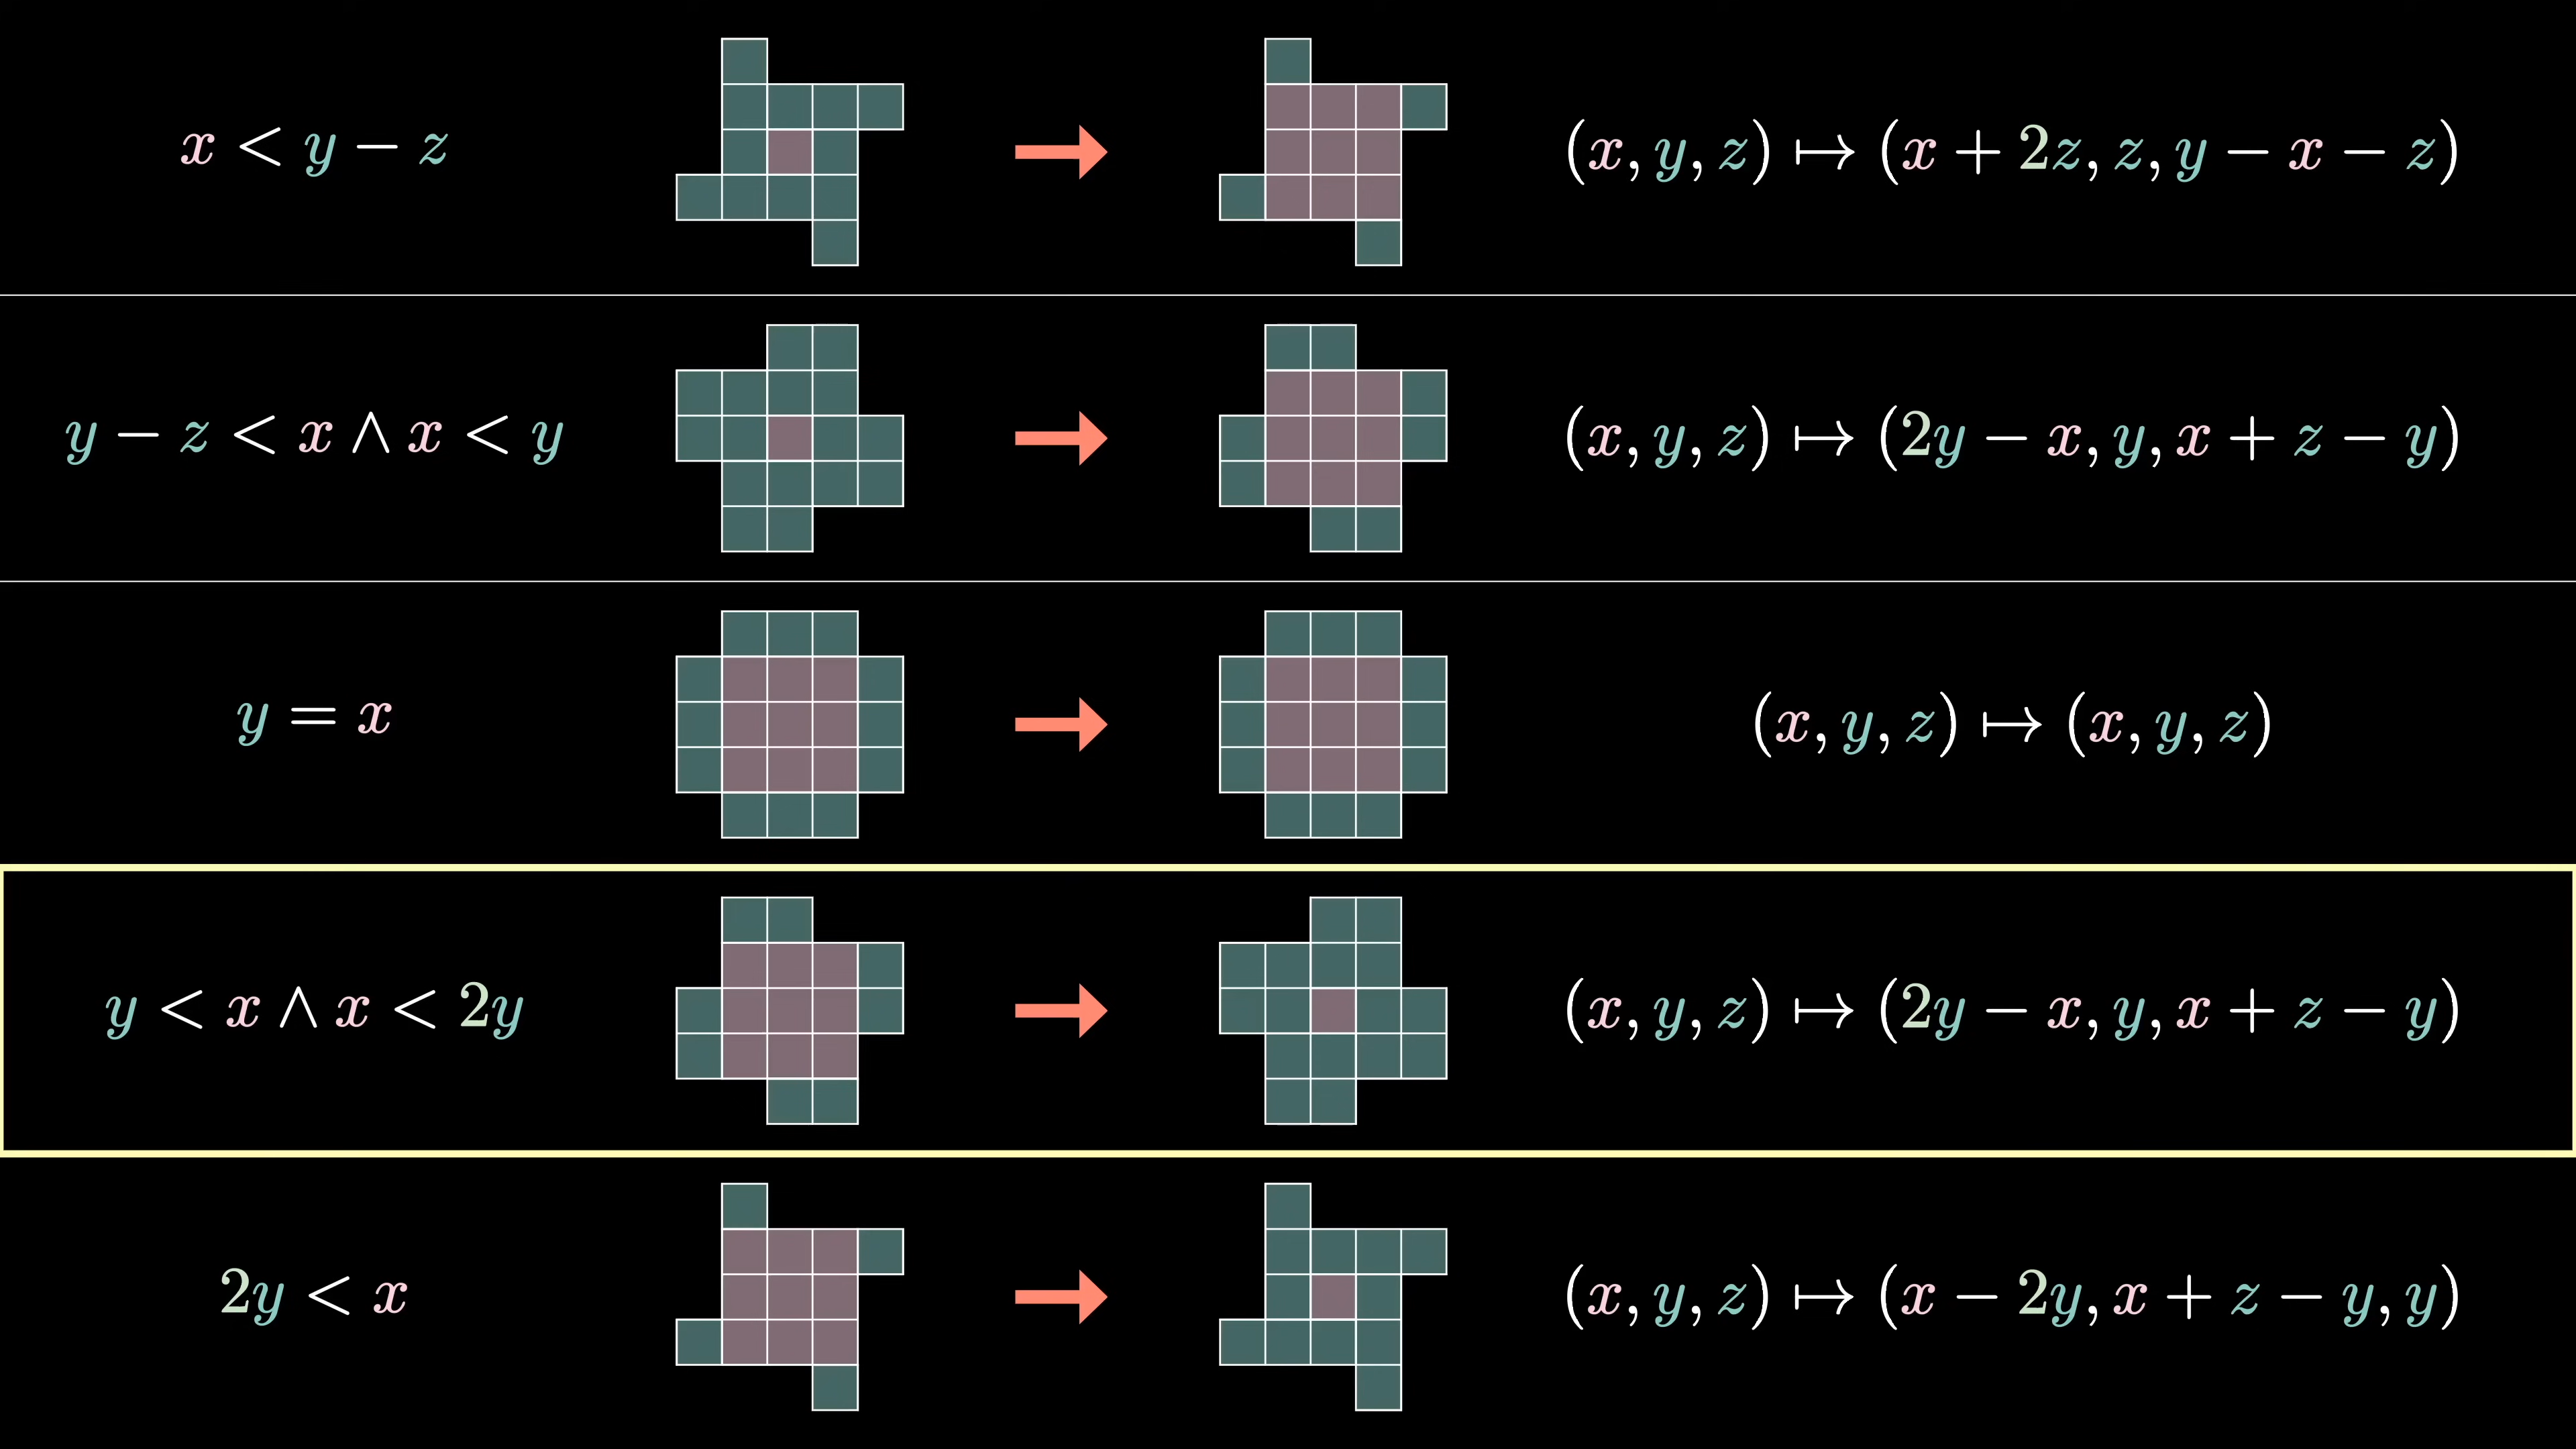 x < y − z
(x, y, z) ↦ (x + 2z, z, y − x − z)
y − z < x ∧ x < y
(x, y, z) ↦ (2y − x, y, x + z − y)
y = x
(x, y, z) ↦ (x, y, z)
y < x ∧ x < 2y
(x, y, z) ↦ (2y − x, y, x + z − y)
2y < x
(x, y, z) ↦ (x − 2y, x + z − y, y)